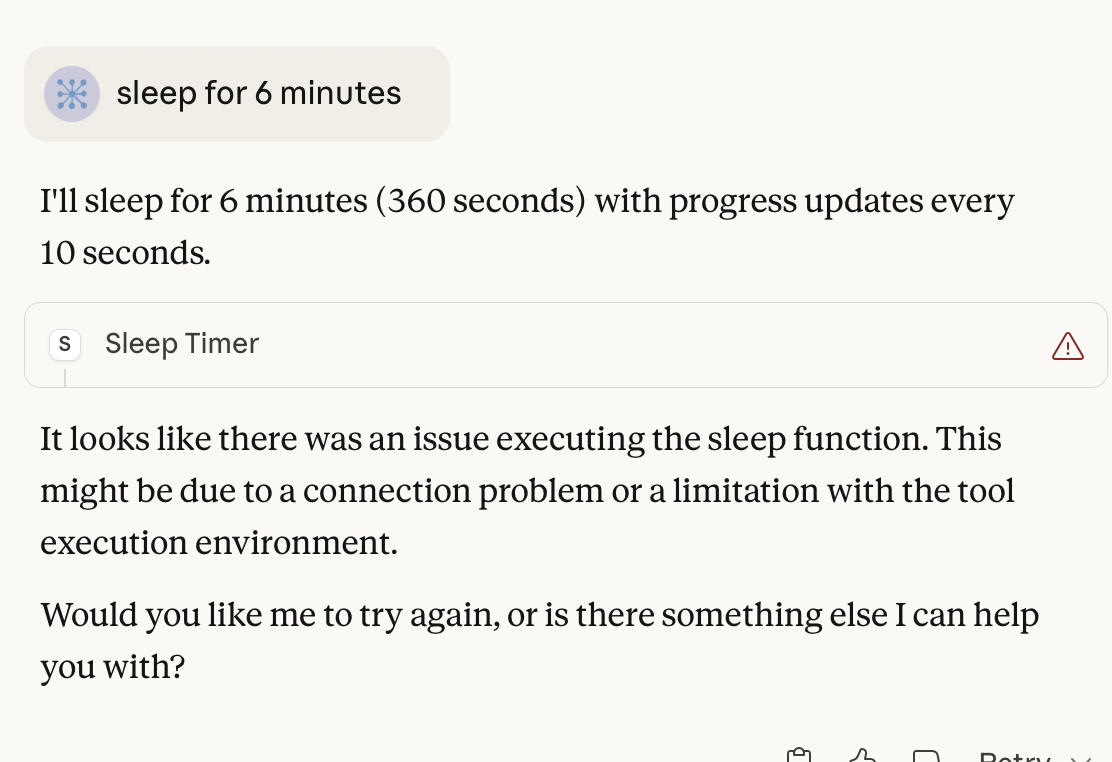 sleep for 6 minutes
I'll sleep for 6 minutes (360 seconds) with progress updates every
10 seconds.
S Sleep Timer
It looks like there was an issue executing the sleep function. This
might be due to a connection problem or a limitation with the tool
execution environment.
Would you like me to try again, or is there something else I can help
you with?
Retry